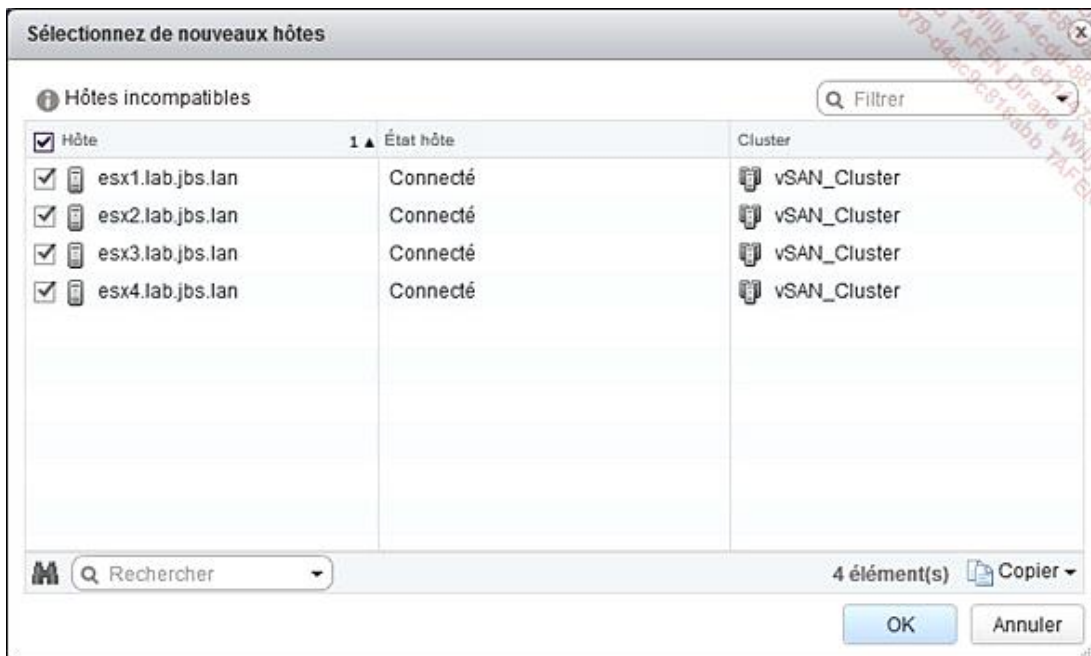 Sélectionnez de nouveaux hôtes
Hôtes incompatibles
Filtrer
Hôte 1 État hôte Cluster
esx1.lab.jbs.lan Connecté vSAN_Cluster
esx2.lab.jbs.lan Connecté vSAN_Cluster
esx3.lab.jbs.lan Connecté vSAN_Cluster
esx4.lab.jbs.lan Connecté vSAN_Cluster
Rechercher 4 élément(s) Copier
OK Annuler